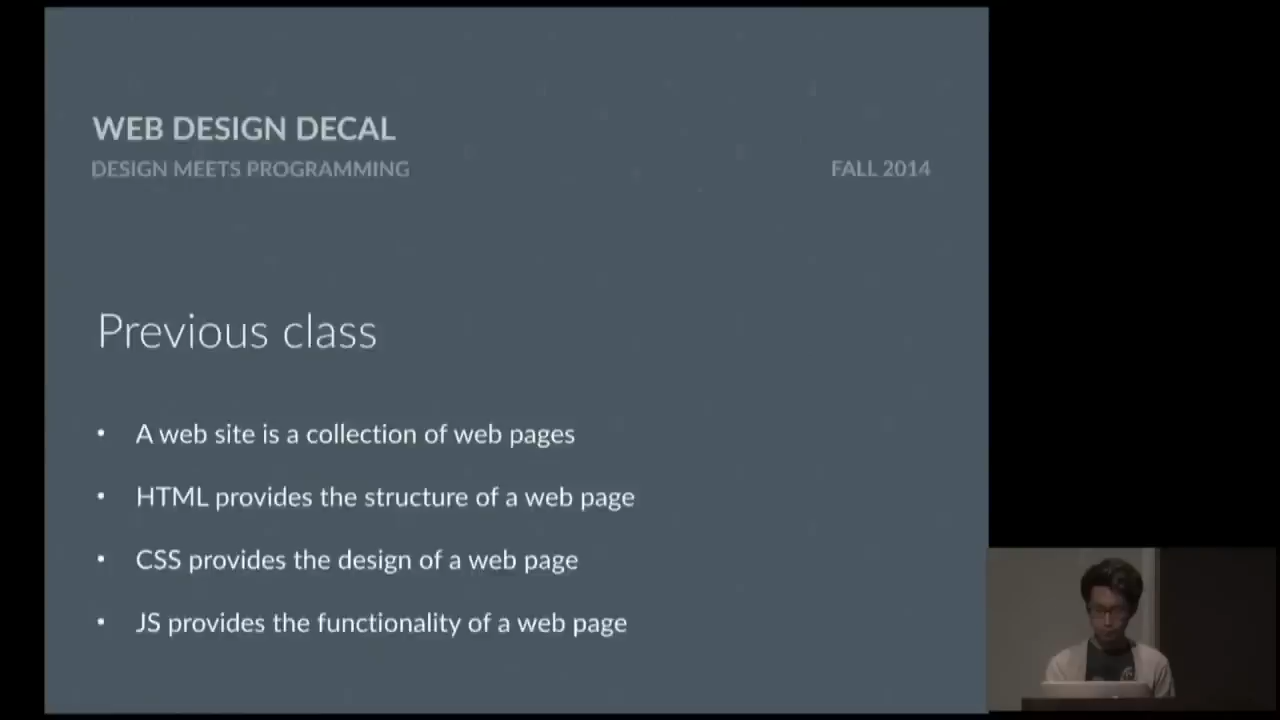 WEB DESIGN DECAL
DESIGN MEETS PROGRAMMING
FALL 2014
Previous class
• A web site is a collection of web pages
• HTML provides the structure of a web page
• CSS provides the design of a web page
• JS provides the functionality of a web page